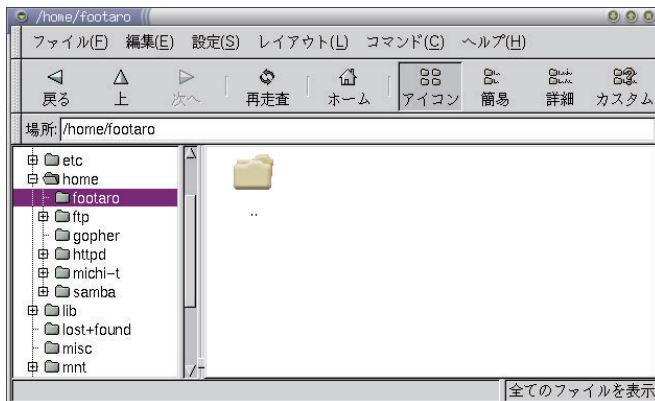 /home/footaro
ファイル(F) 編集(E) 設定(S) レイアウト(L) コマンド(C) ヘルプ(H)
戻る 上 次へ 再走査 ホーム アイコン 簡易 詳細 カスタム
場所: /home/footaro
etc
home
footaro
ftp
gopher
httpd
michi-t
samba
lib
lost+found
misc
mnt
..
全てのファイルを表示